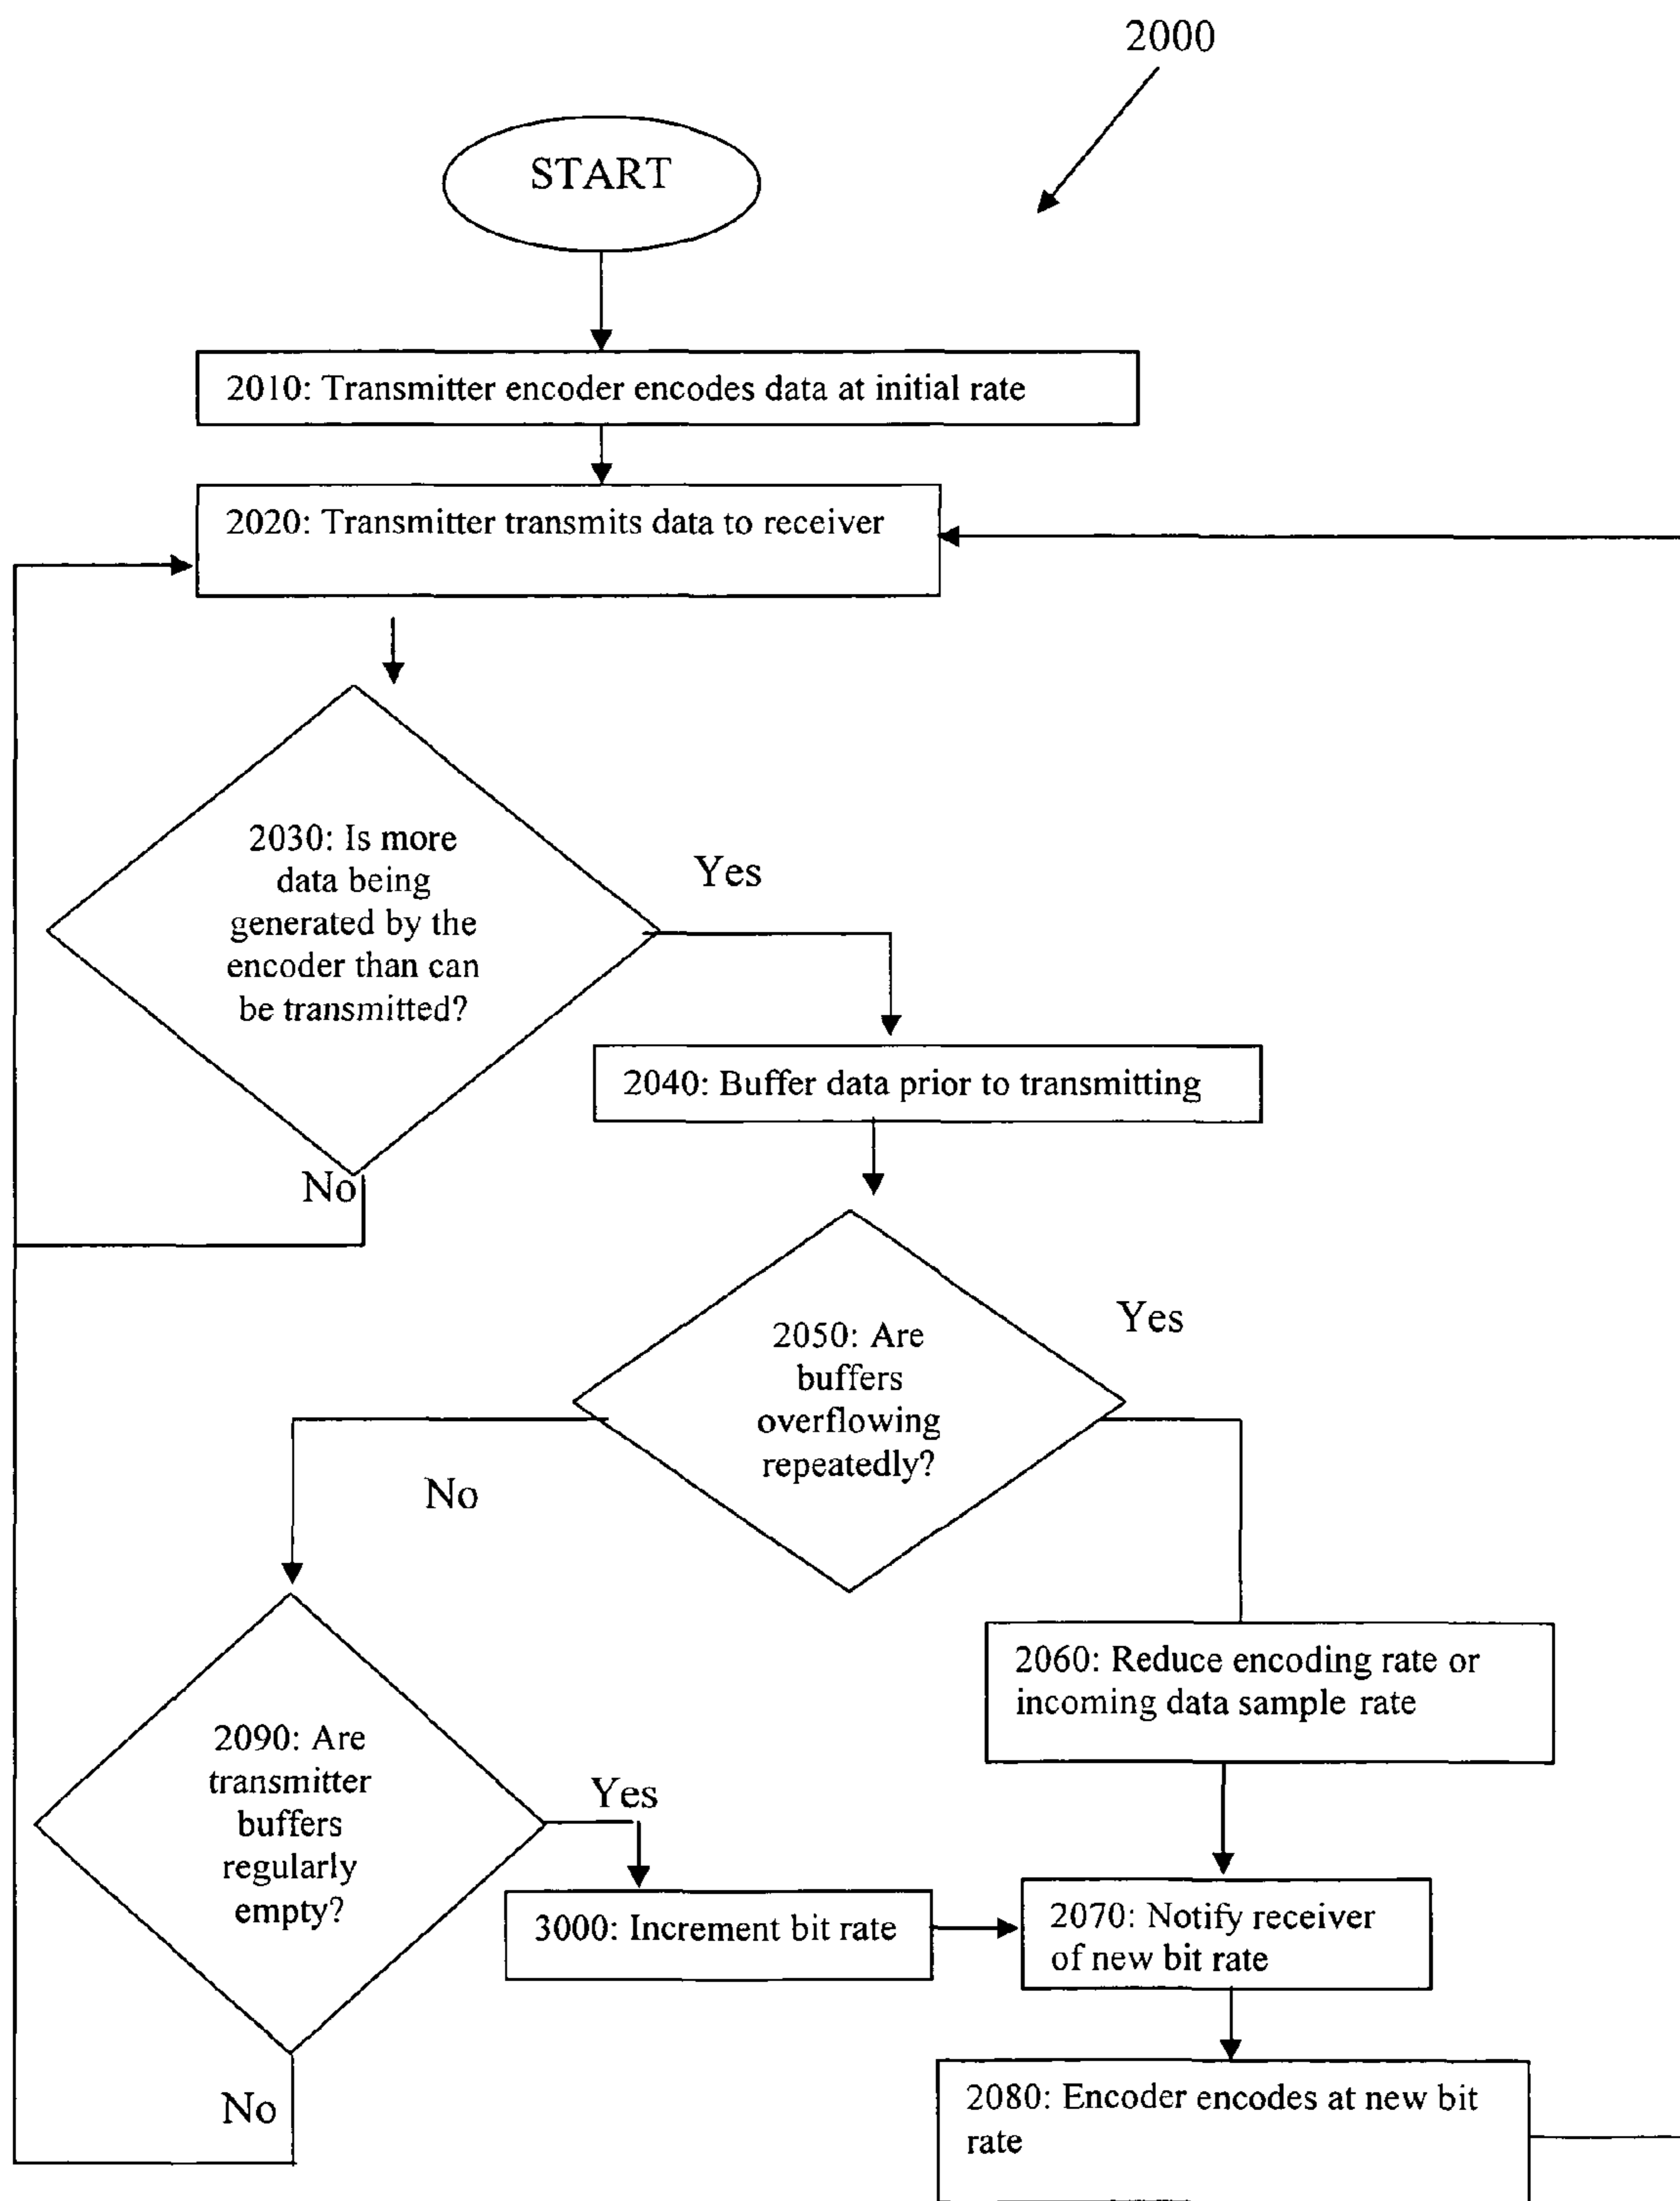 2000
START
2010: Transmitter encoder encodes data at initial rate
2020: Transmitter transmits data to receiver
2030: Is more
data being
generated by the
encoder than can
be transmitted?
Yes
2040: Buffer data prior to transmitting
No
2050: Are
buffers
overflowing
repeatedly?
Yes
No
2060: Reduce encoding rate or
incoming data sample rate
2090: Are
transmitter
buffers
regularly
empty?
Yes
3000: Increment bit rate
2070: Notify receiver
of new bit rate
No
2080: Encoder encodes at new bit
rate